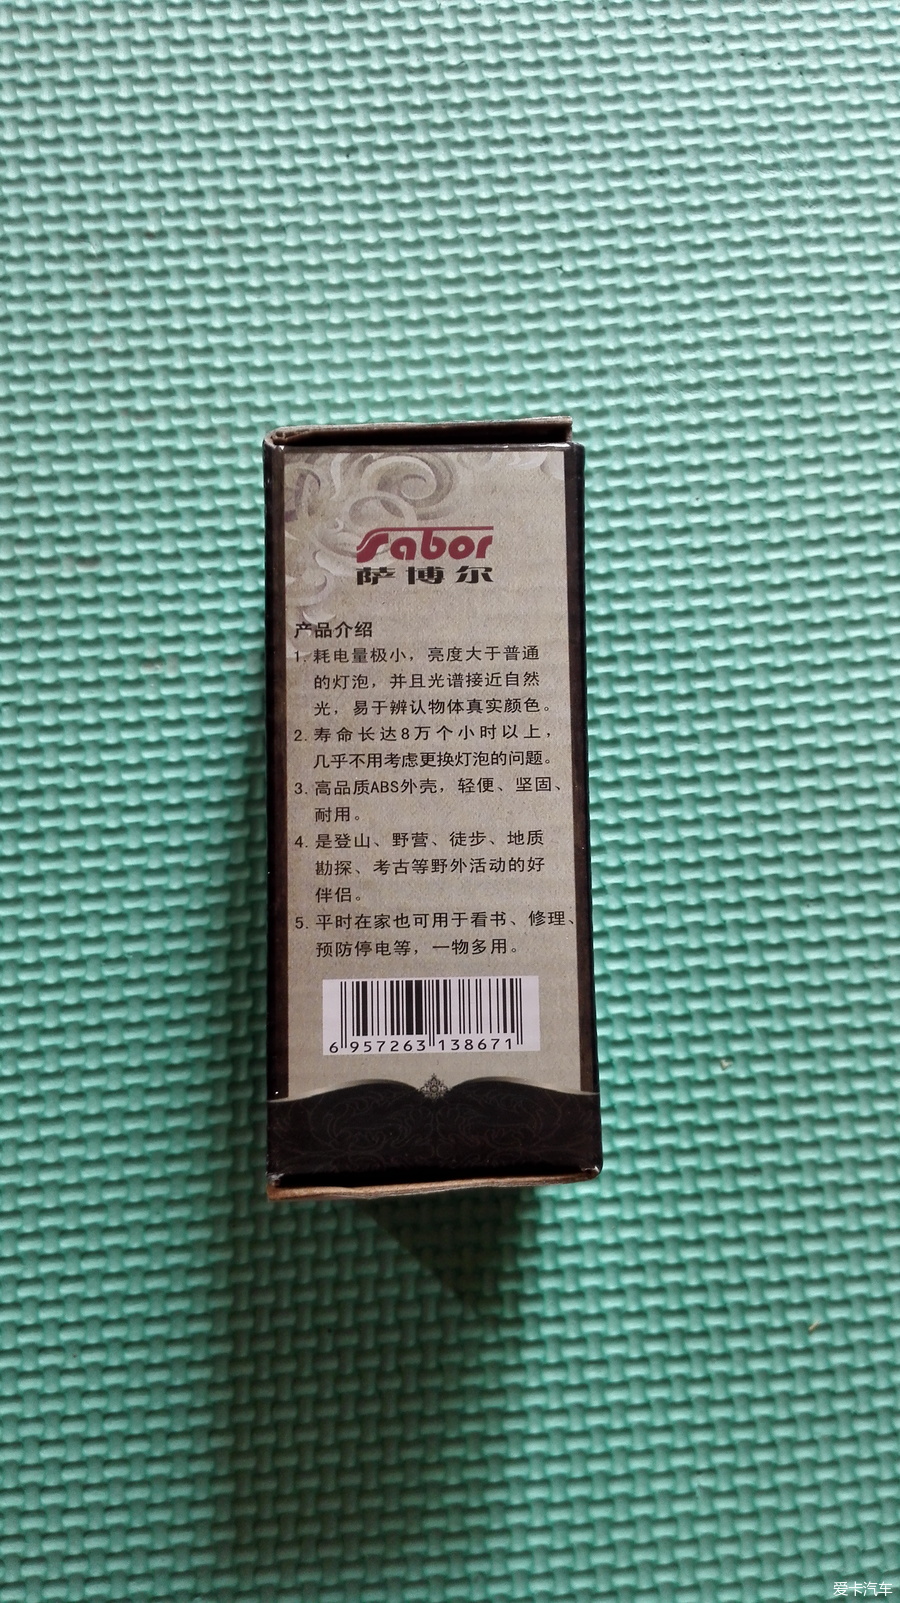 Sabor
萨博尔
产品介绍
1. 耗电量极小，亮度大于普通
的灯泡，并且光谱接近自然
光，易于辨认物体真实颜色。
2. 寿命长达8万个小时以上，
几乎不用考虑更换灯泡的问题。
3. 高品质ABS外壳，轻便、坚固、
耐用。
4. 是登山、野营、徒步、地质
勘探、考古等野外活动的好
伴侣。
5. 平时在家也可用于看书、修理、
预防停电等，一物多用。
6 957263 138671
爱卡汽车